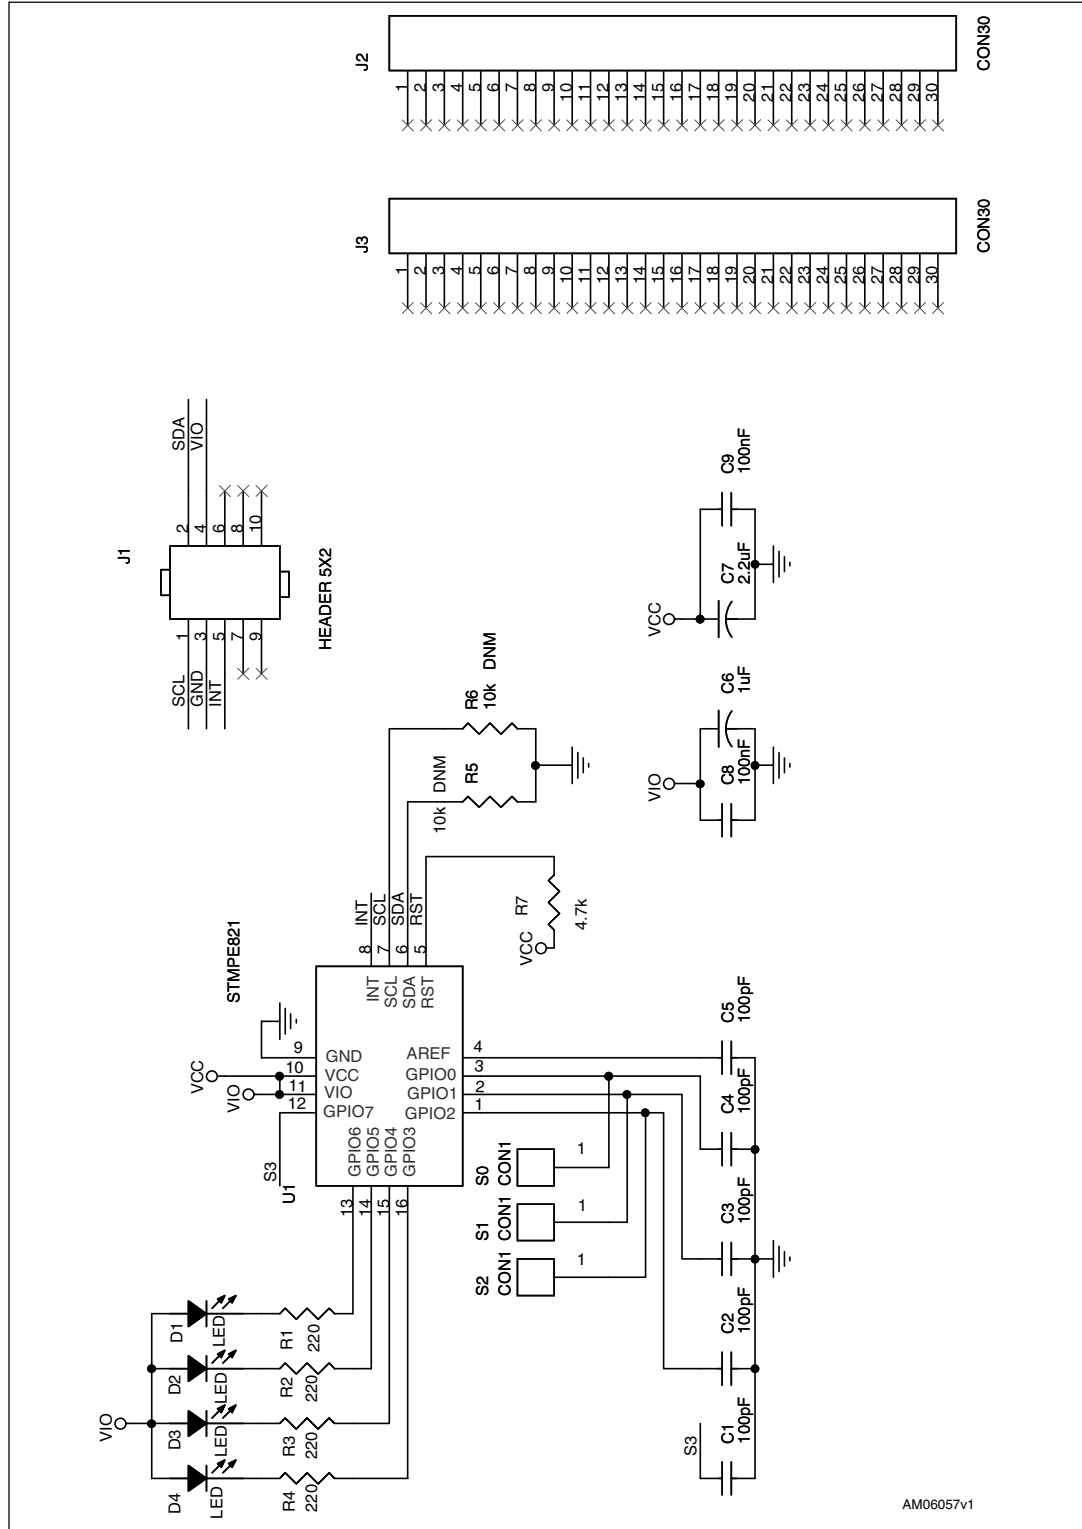 J2
CON30
1 2 3 4 5 6 7 8 9 10 11 12 13 14 15 16 17 18 19 20 21 22 23 24 25 26 27 28 29 30
J3
CON30
1 2 3 4 5 6 7 8 9 10 11 12 13 14 15 16 17 18 19 20 21 22 23 24 25 26 27 28 29 30
J1
SDA
VIO
2
4
6
8
10
SCL
GND
INT
1
3
5
7
9
HEADER 5X2
R6
10k DNM
R5
10k DNM
C9
100nF
C7
2.2uF
VCC
C6
1uF
C8
100nF
VIO
STMPE821
INT
SCL
SDA
RST
8
7
6
5
R7
4.7k
VCC
INT
SCL
SDA
RST
VCC
VIO
9
10
11
12
GND
VCC
VIO
GPIO7
AREF
GPIO0
GPIO1
GPIO2
4
3
2
1
GPIO6
GPIO5
GPIO4
GPIO3
S3
U1
13
14
15
16
S0
CON1
1
S1
CON1
1
S2
CON1
1
C5
100pF
C4
100pF
C3
100pF
C2
100pF
C1
100pF
S3
VIO
D1
LED
R1
220
D2
LED
R2
220
D3
LED
R3
220
D4
LED
R4
220
AM06057v1